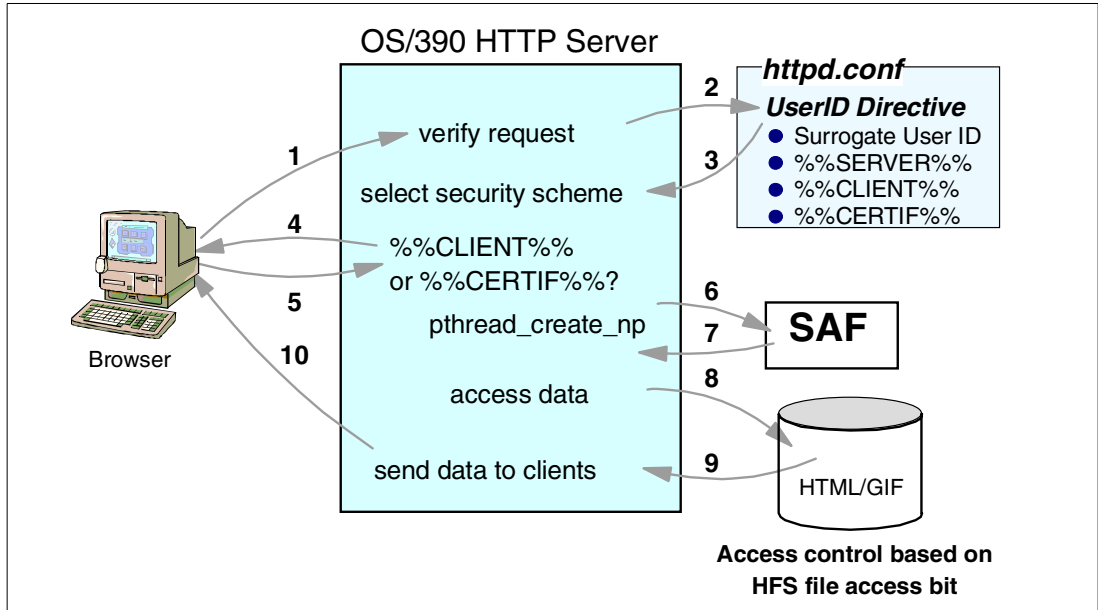 OS/390 HTTP Server
verify request
select security scheme
%%CLIENT%%
or %%CERTIF%%?
pthread_create_np
access data
send data to clients
httpd.conf
UserID Directive
● Surrogate User ID
● %%SERVER%%
● %%CLIENT%%
● %%CERTIF%%
1
2
3
4
5
6
7
8
9
10
Browser
SAF
HTML/GIF
Access control based on
HFS file access bit